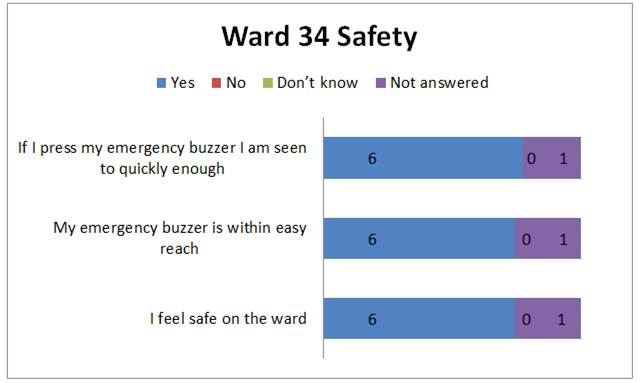 Ward 34 Safety
Yes No Don't know Not answered
If I press my emergency buzzer I am seen
to quickly enough
6 0 1
My emergency buzzer is within easy
reach
6 0 1
I feel safe on the ward
6 0 1